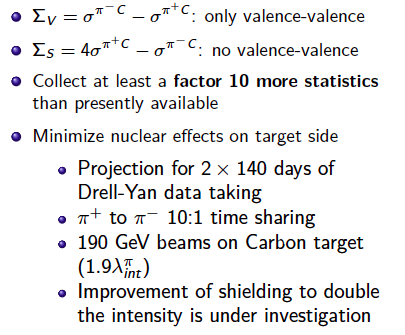 • Σ_V = σ^{π⁻C} − σ^{π⁺C}: only valence-valence
• Σ_S = 4σ^{π⁺C} − σ^{π⁻C}: no valence-valence
• Collect at least a factor 10 more statistics
than presently available
• Minimize nuclear effects on target side
• Projection for 2 × 140 days of
Drell-Yan data taking
• π⁺ to π⁻ 10:1 time sharing
• 190 GeV beams on Carbon target
(1.9λ^π_{int})
• Improvement of shielding to double
the intensity is under investigation